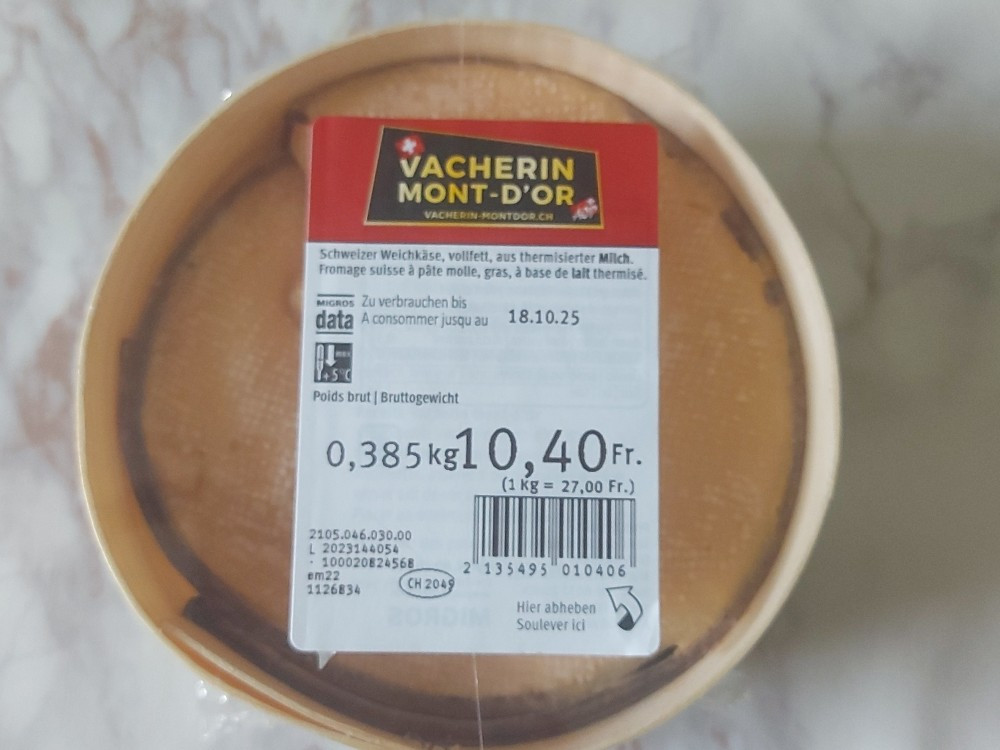 VACHERIN
MONT-D'OR
VACHERIN-MONTDOR.CH
Schweizer Weichkäse, vollfett, aus thermisierter Milch.
Fromage suisse à pâte molle, gras, à base de lait thermisé.
MIGROS
data
Zu verbrauchen bis
A consommer jusqu au 18.10.25
+5°C
Poids brut | Bruttogewicht
0,385 kg 10,40 Fr.
(1 Kg = 27,00 Fr.)
2105.046.030.00
L 2023144054
· 100020824568
em22
1126834
CH 2049
2 135495 010406
Hier abheben
Soulever ici
MIGROS